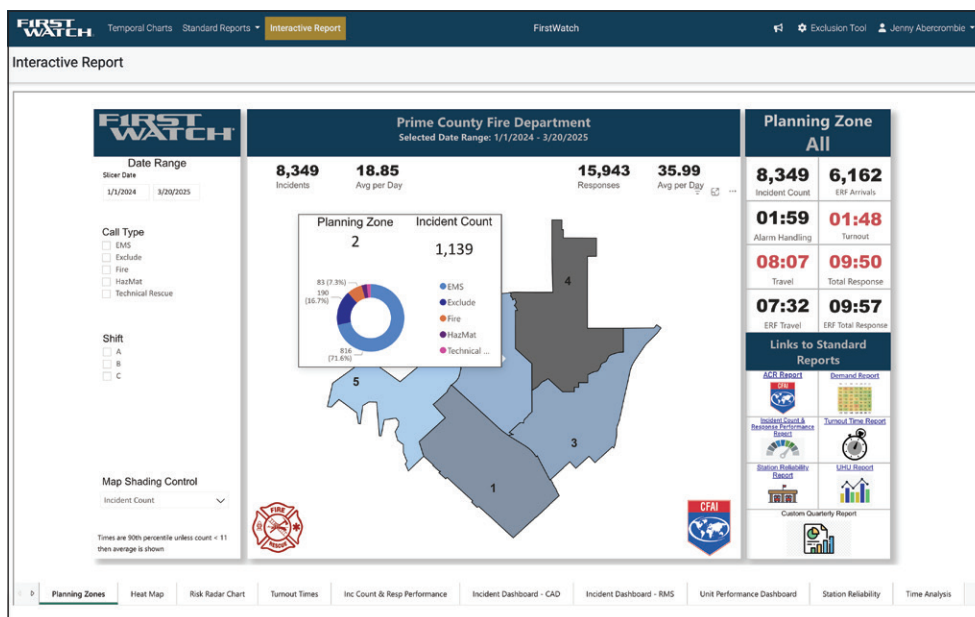 FIRST WATCH
Temporal Charts
Standard Reports
Interactive Report
FirstWatch
Exclusion Tool
Jenny Abercrombie
Interactive Report
FIRST
WATCH
Date Range
Slicer Date
1/1/2024
3/20/2025
Call Type
EMS
Exclude
Fire
HazMat
Technical Rescue
Shift
A
B
C
Map Shading Control
Incident Count
Times are 90th percentile unless count < 11
then average is shown
Prime County Fire Department
Selected Date Range: 1/1/2024 - 3/20/2025
8,349
Incidents
18.85
Avg per Day
15,943
Responses
35.99
Avg per Day
Planning Zone
2
Incident Count
1,139
83 (7.3%)
190
(16.7%)
816
(71.6%)
EMS
Exclude
Fire
HazMat
Technical ...
4
5
3
1
FIRE
RESCUE
CFAI
Planning Zone
All
8,349
Incident Count
6,162
ERF Arrivals
01:59
Alarm Handling
01:48
Turnout
08:07
Travel
09:50
Total Response
07:32
ERF Travel
09:57
ERF Total Response
Links to Standard
Reports
ACR Report
CFAI
Demand Report
Incident Count &
Response Performance
Report
Turnout Time Report
Station Reliability
Report
UHU Report
Custom Quarterly Report
Planning Zones
Heat Map
Risk Radar Chart
Turnout Times
Inc Count & Resp Performance
Incident Dashboard - CAD
Incident Dashboard - RMS
Unit Performance Dashboard
Station Reliability
Time Analysis